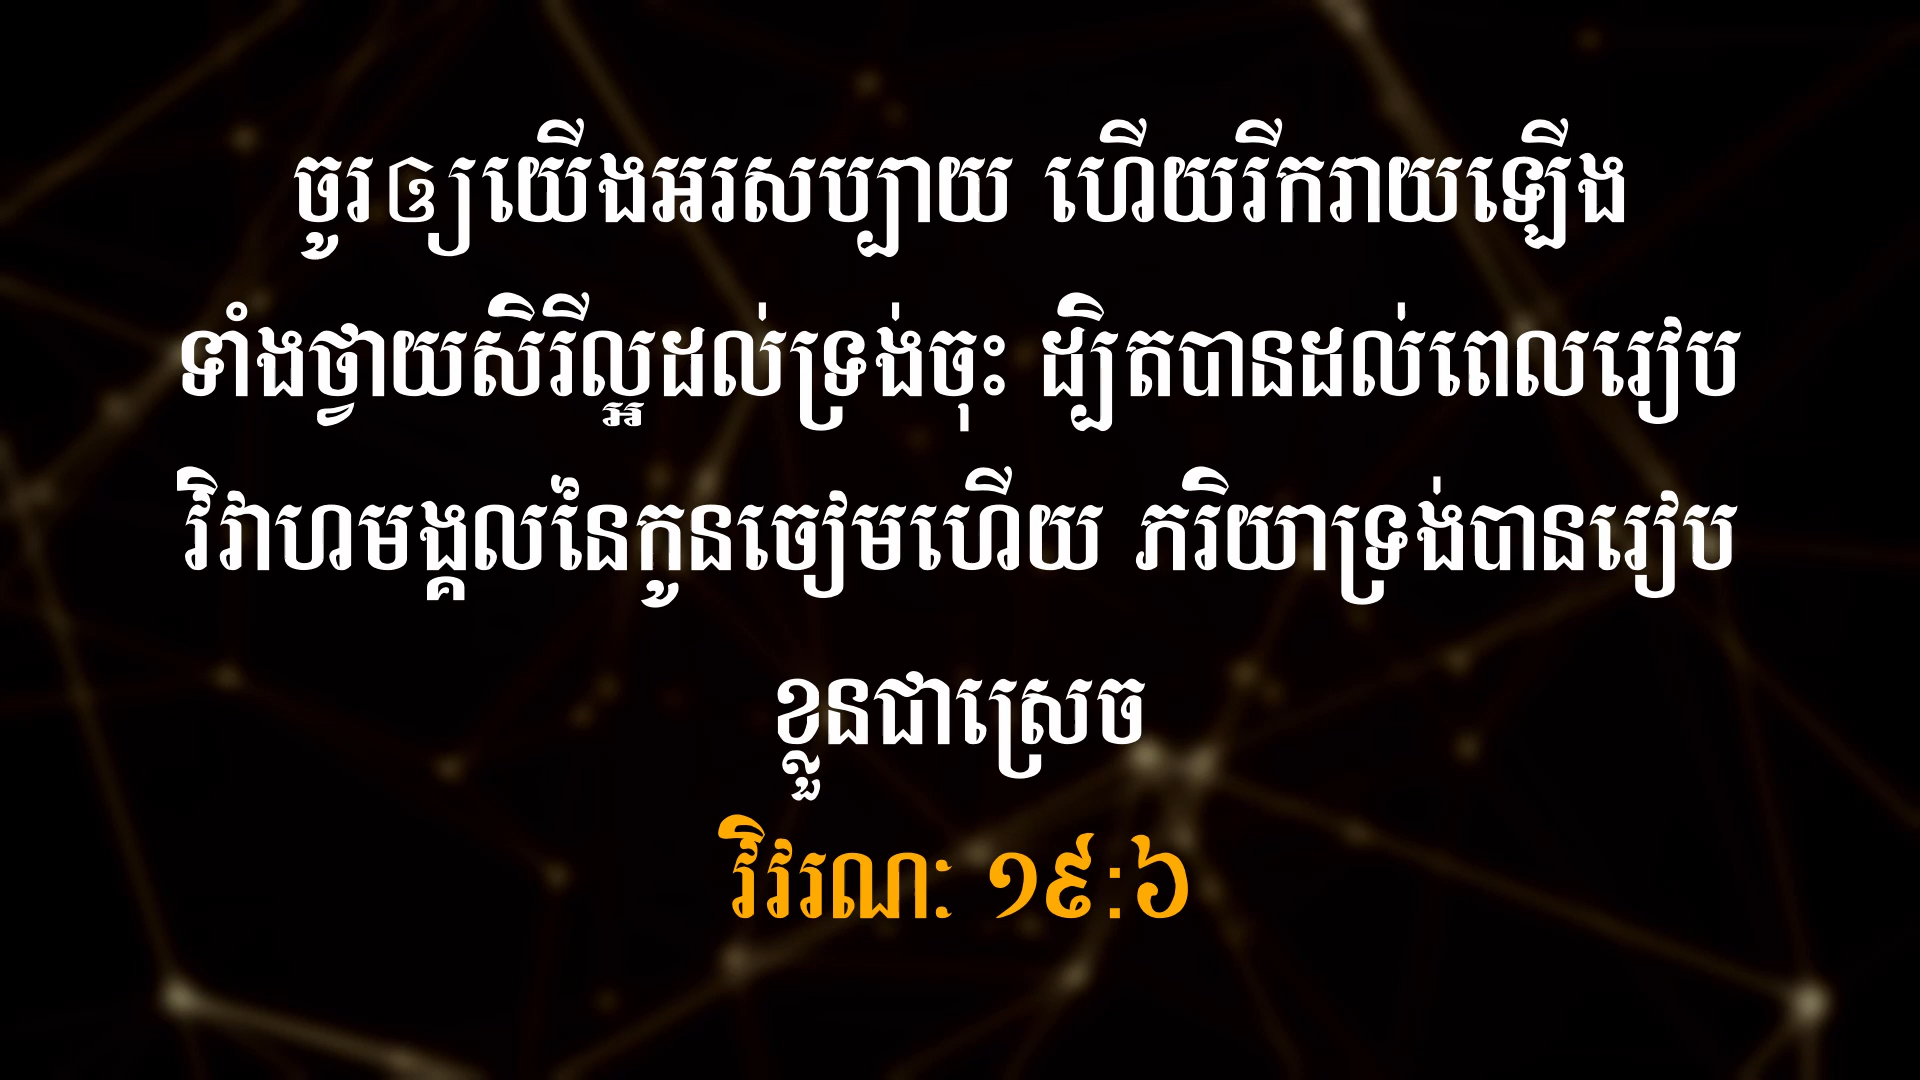 ចូរឲ្យយើងអរសប្បាយ ហើយរីករាយឡើង
ទាំងថ្វាយសិរីល្អដល់ទ្រង់ចុះ ដ្បិតបានដល់ពេលរៀប
វិវាហមង្គលនៃកូនចៀមហើយ ភរិយាទ្រង់បានរៀប
ខ្លួនជាស្រេច
វិវរណៈ ១៩:៦